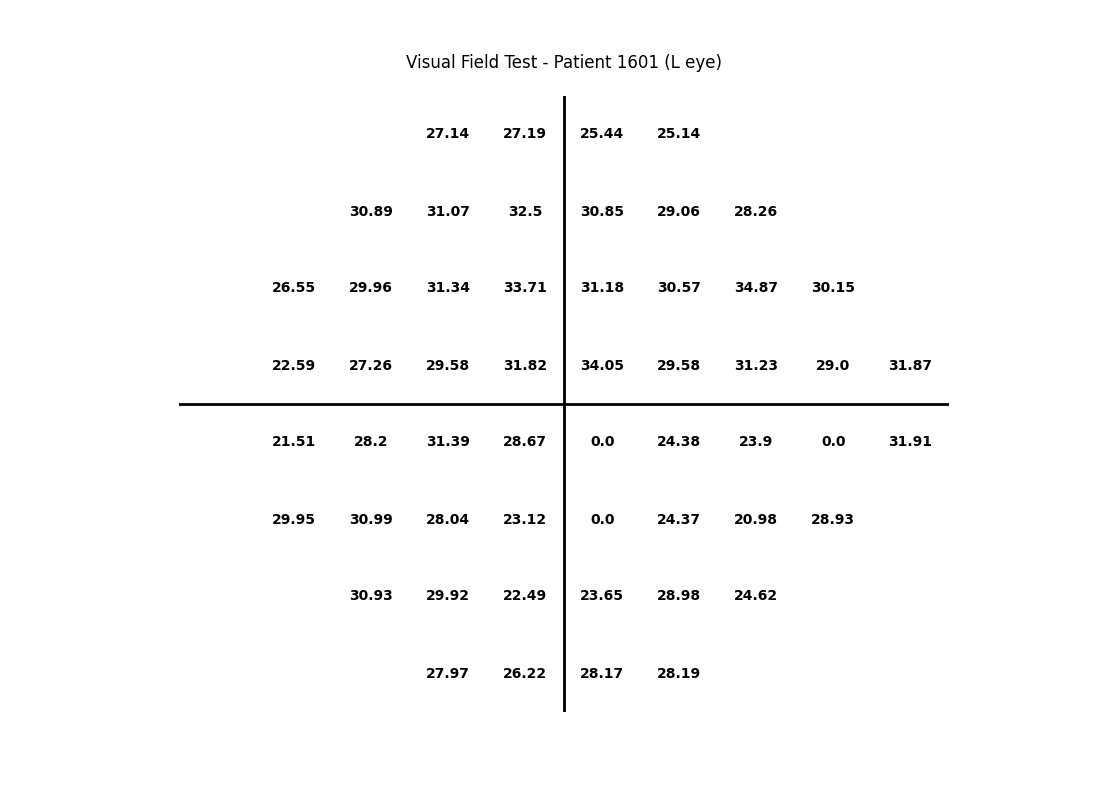 Visual Field Test - Patient 1601 (L eye)
27.14 27.19 25.44 25.14
30.89 31.07 32.5 30.85 29.06 28.26
26.55 29.96 31.34 33.71 31.18 30.57 34.87 30.15
22.59 27.26 29.58 31.82 34.05 29.58 31.23 29.0 31.87
21.51 28.2 31.39 28.67 0.0 24.38 23.9 0.0 31.91
29.95 30.99 28.04 23.12 0.0 24.37 20.98 28.93
30.93 29.92 22.49 23.65 28.98 24.62
27.97 26.22 28.17 28.19